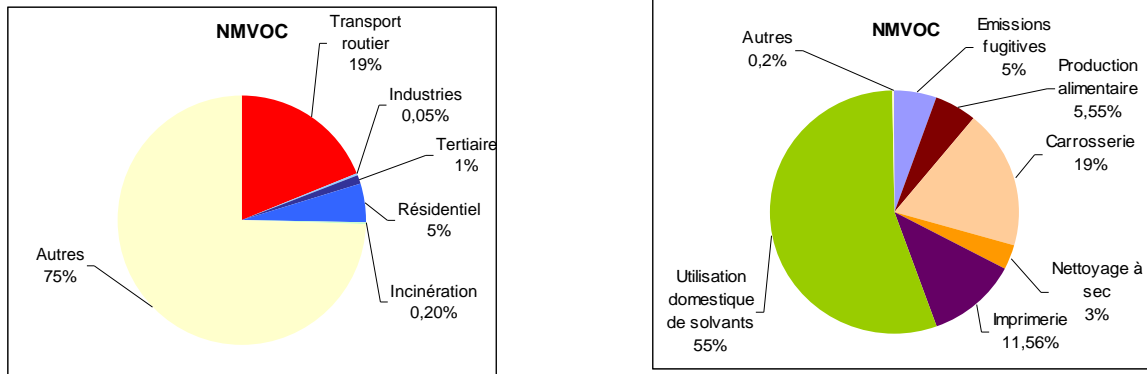 NMVOC
Transport
routier
19%
Industries
0,05%
Tertiaire
1%
Résidentiel
5%
Incinération
0,20%
Autres
75%
NMVOC
Autres
0,2%
Emissions
fugitives
5%
Production
alimentaire
5,55%
Carrosserie
19%
Nettoyage à
sec
3%
Imprimerie
11,56%
Utilisation
domestique
de solvants
55%